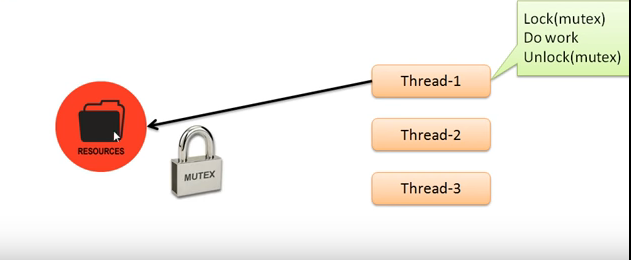 Lock(mutex)
Do work
Unlock(mutex)
Thread-1
Thread-2
Thread-3
RESOURCES
MUTEX